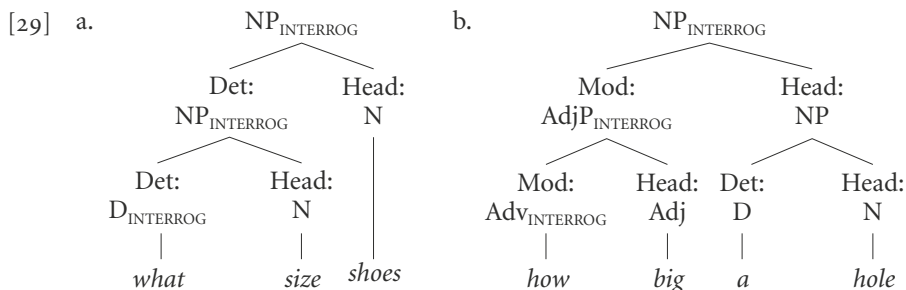 [29] a. NP_INTERROG b. NP_INTERROG
Det: Head: Mod: Head:
NP_INTERROG N AdjP_INTERROG NP
Det: Head: Mod: Head: Det: Head:
D_INTERROG N Adv_INTERROG Adj D N
what size shoes how big a hole